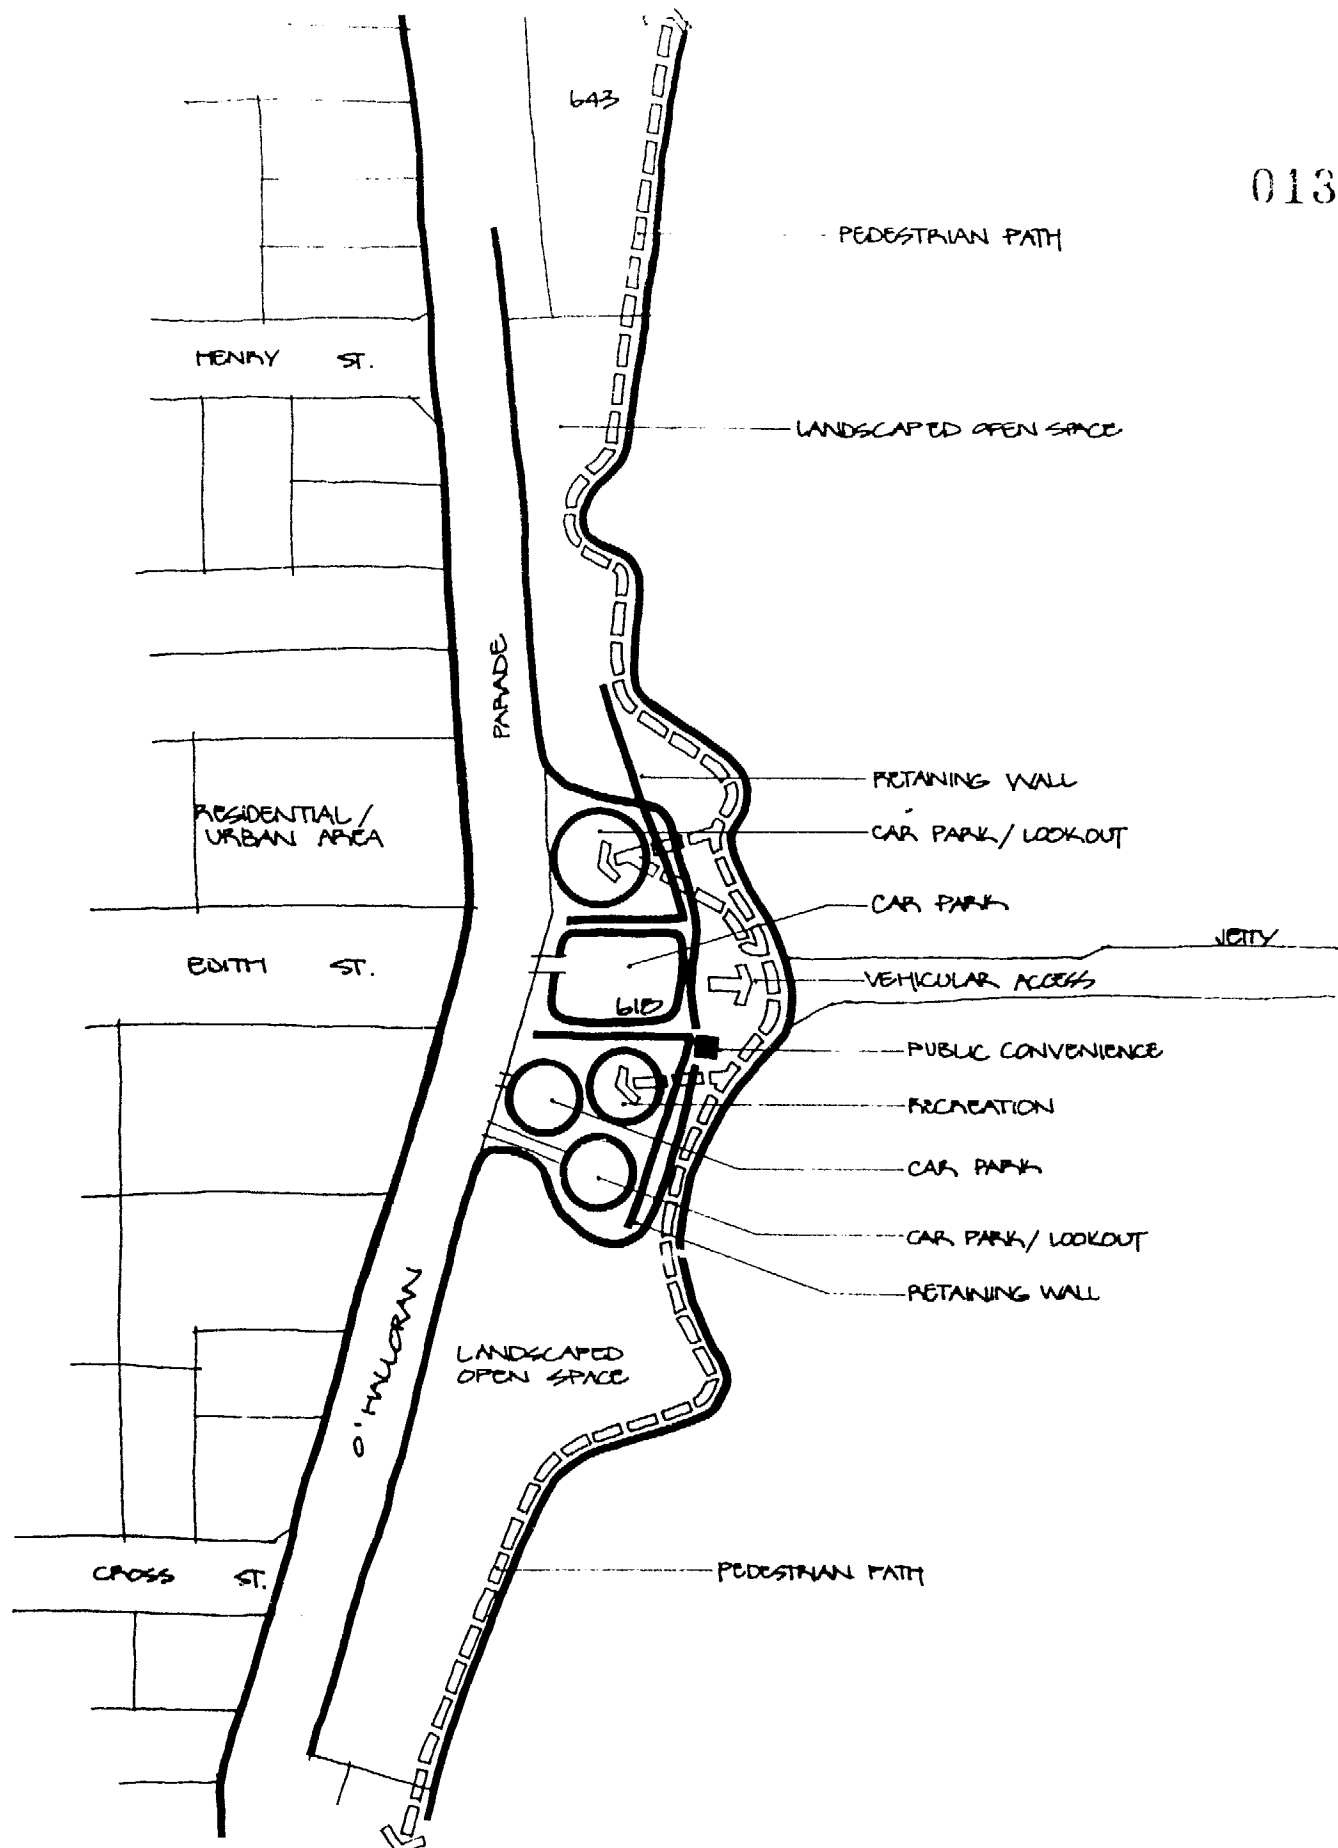 643
013
PEDESTRIAN PATH
HENRY ST.
LANDSCAPED OPEN SPACE
PARADE
RETAINING WALL
RESIDENTIAL /
URBAN AREA
CAR PARK / LOOKOUT
CAR PARK
JETTY
EDITH ST.
VEHICULAR ACCESS
618
PUBLIC CONVENIENCE
RECREATION
CAR PARK
CAR PARK / LOOKOUT
RETAINING WALL
O'HALLORAN
LANDSCAPED
OPEN SPACE
CROSS ST.
PEDESTRIAN PATH